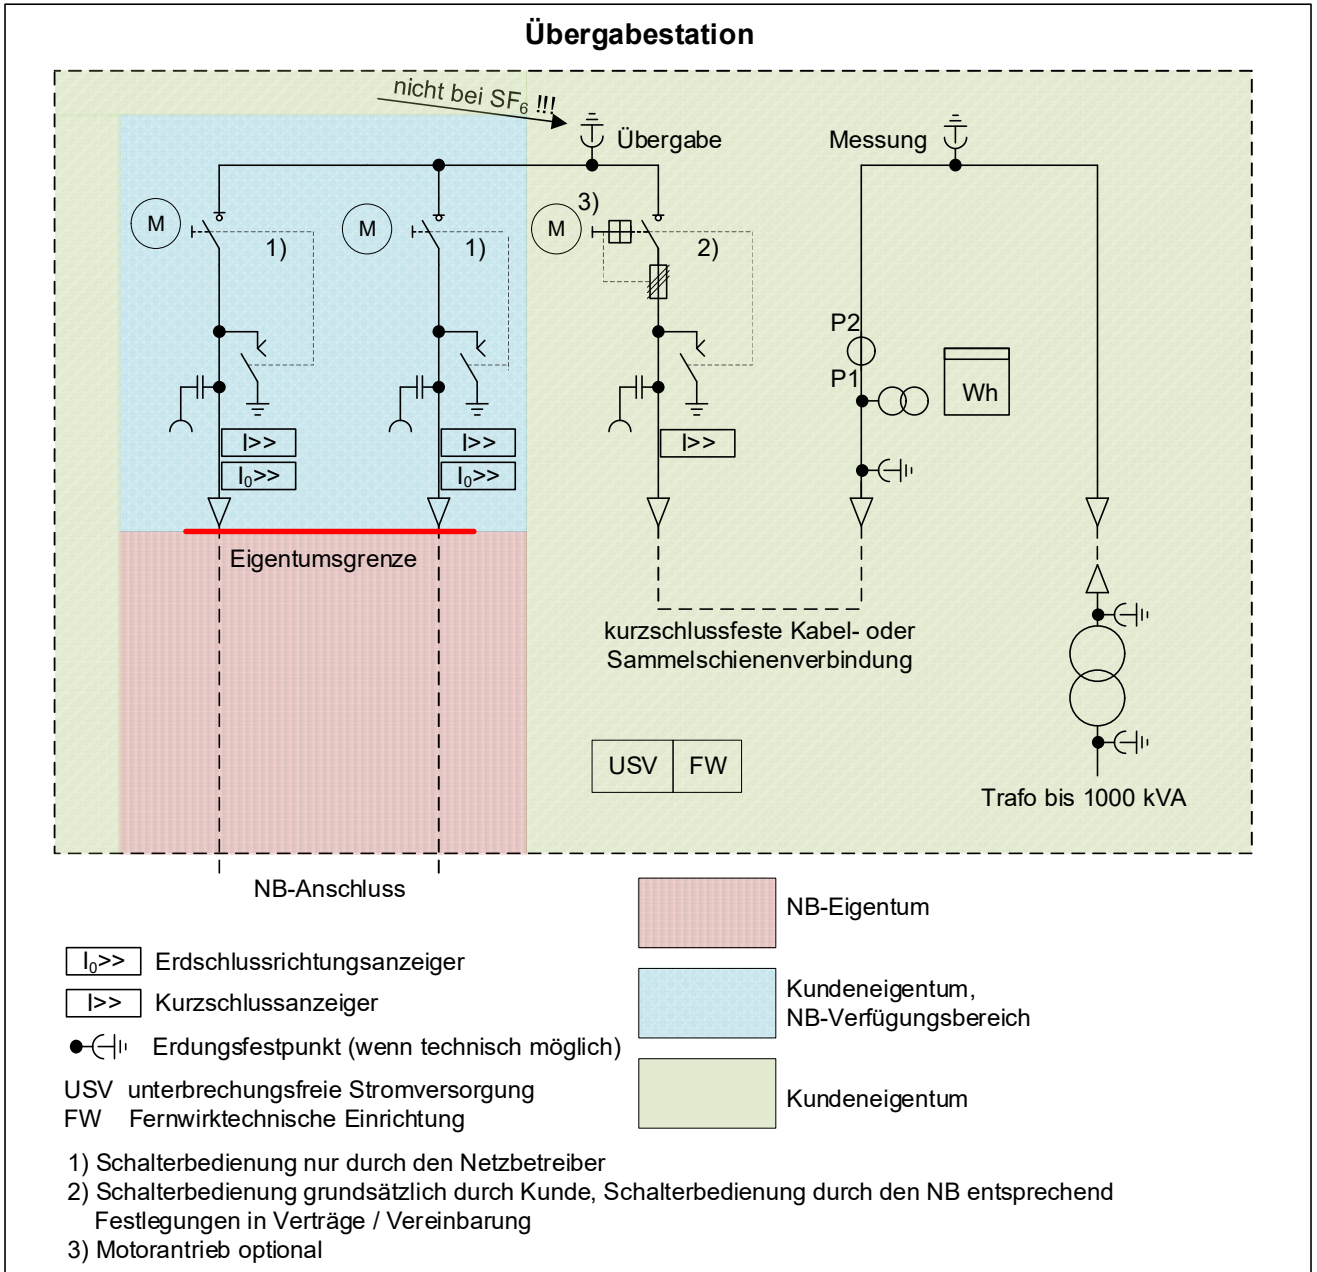 Übergabestation
nicht bei SF₆ !!!
Übergabe
Messung
M
M
M
3)
1)
1)
2)
P2
P1
Wh
I>>
I>>
I>>
I₀>>
I₀>>
Eigentumsgrenze
kurzschlussfeste Kabel- oder
Sammelschienenverbindung
USV
FW
Trafo bis 1000 kVA
NB-Anschluss
NB-Eigentum
I₀>> Erdschlussrichtungsanzeiger
I>> Kurzschlussanzeiger
Kundeneigentum,
NB-Verfügungsbereich
Erdungsfestpunkt (wenn technisch möglich)
USV unterbrechungsfreie Stromversorgung
FW Fernwirktechnische Einrichtung
Kundeneigentum
1) Schalterbedienung nur durch den Netzbetreiber
2) Schalterbedienung grundsätzlich durch Kunde, Schalterbedienung durch den NB entsprechend
Festlegungen in Verträge / Vereinbarung
3) Motorantrieb optional